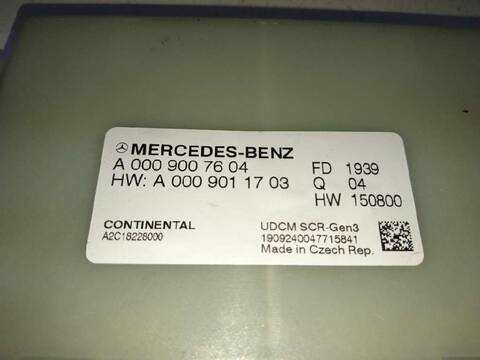 MERCEDES-BENZ
A 000 900 76 04 FD 1939
HW: A 000 901 17 03 Q 04
HW 150800
CONTINENTAL UDCM SCR-Gen3
A2C18228000 1909240047715841
Made in Czech Rep.